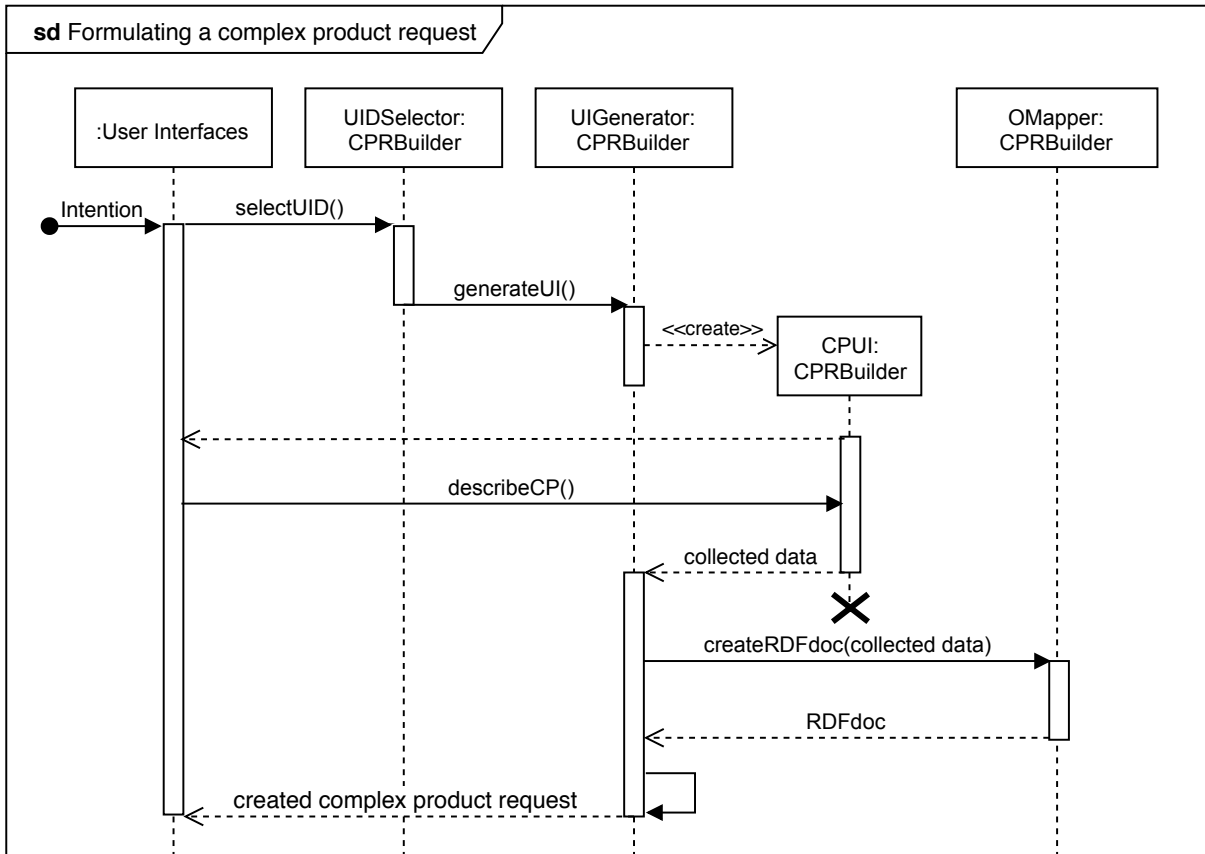 sd Formulating a complex product request
:User Interfaces
UIDSelector:
CPRBuilder
UIGenerator:
CPRBuilder
OMapper:
CPRBuilder
Intention
selectUID()
generateUI()
<<create>>
CPUI:
CPRBuilder
describeCP()
collected data
createRDFdoc(collected data)
RDFdoc
created complex product request